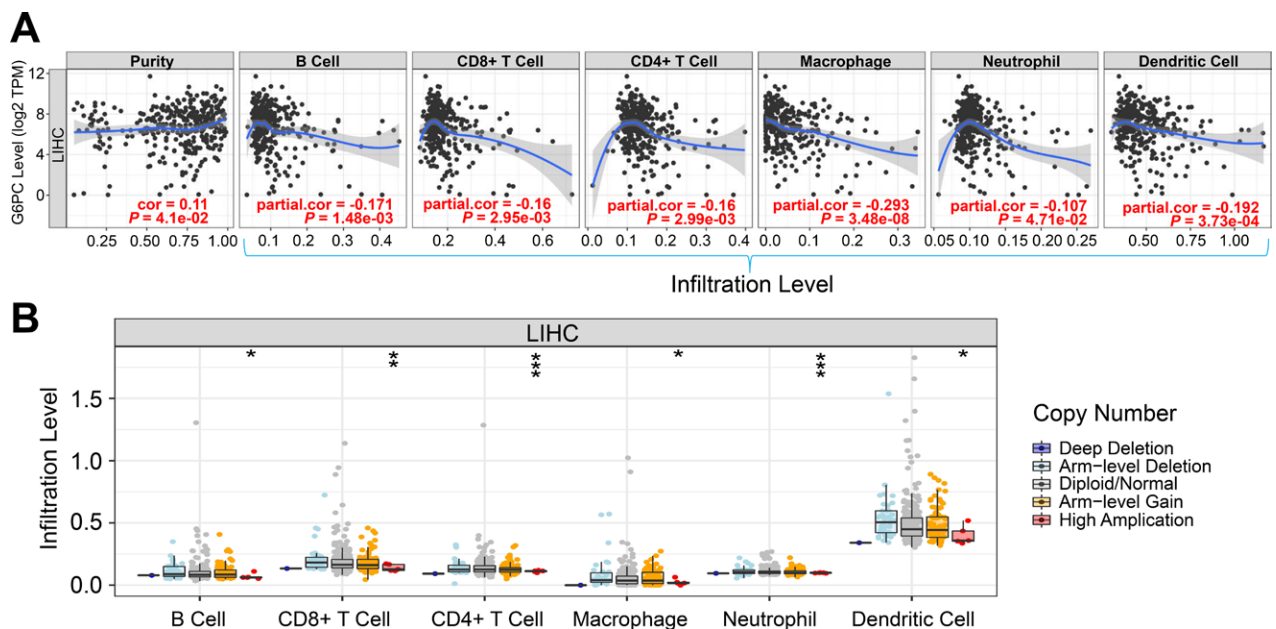 A
Purity
B Cell
CD8+ T Cell
CD4+ T Cell
Macrophage
Neutrophil
Dendritic Cell
G6PC Level (log2 TPM)
LIHC
12
8
4
0
cor = 0.11
P = 4.1e-02
partial.cor = -0.171
P = 1.48e-03
partial.cor = -0.16
P = 2.95e-03
partial.cor = -0.16
P = 2.99e-03
partial.cor = -0.293
P = 3.48e-08
partial.cor = -0.107
P = 4.71e-02
partial.cor = -0.192
P = 3.73e-04
0.25 0.50 0.75 1.00
0.1 0.2 0.3 0.4
0.2 0.4 0.6
0.0 0.1 0.2 0.3 0.4
0.0 0.1 0.2 0.3
0.05 0.10 0.15 0.20 0.25
0.50 0.75 1.00
Infiltration Level
B
LIHC
* ** *** * *** *
Infiltration Level
1.5
1.0
0.5
0.0
B Cell
CD8+ T Cell
CD4+ T Cell
Macrophage
Neutrophil
Dendritic Cell
Copy Number
Deep Deletion
Arm-level Deletion
Diploid/Normal
Arm-level Gain
High Amplication